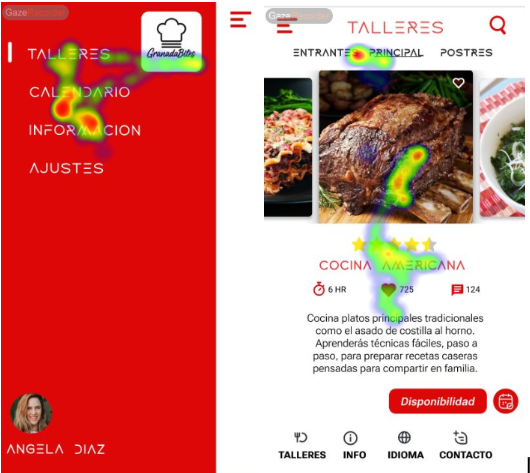 GazeRecorder
GranadaBites
TALLERES
CALENDARIO
INFORMACION
AJUSTES
ANGELA DIAZ
GazeRecorder
TALLERES
ENTRANTES PRINCIPAL POSTRES
COCINA AMERICANA
6 HR 725 124
Cocina platos principales tradicionales
como el asado de costilla al horno.
Aprenderás técnicas fáciles, paso a
paso, para preparar recetas caseras
pensadas para compartir en familia.
Disponibilidad
TALLERES INFO IDIOMA CONTACTO